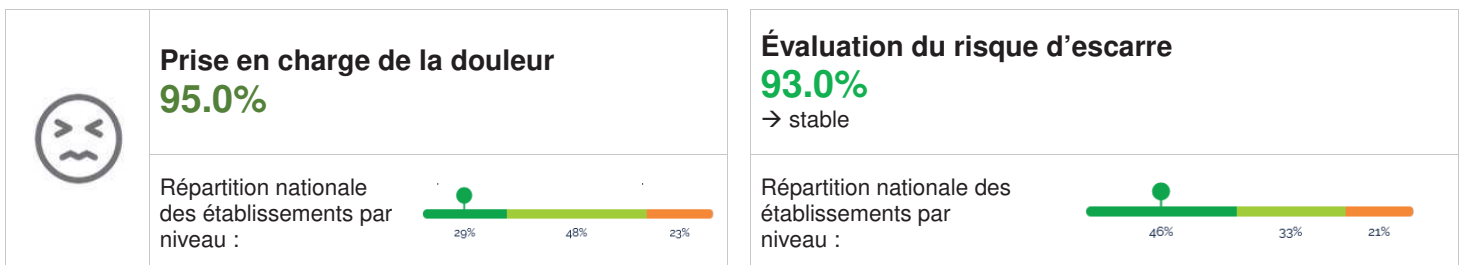 Prise en charge de la douleur
95.0%
Répartition nationale
des établissements par
niveau :
29% 48% 23%
Évaluation du risque d’escarre
93.0%
→ stable
Répartition nationale des
établissements par
niveau :
46% 33% 21%